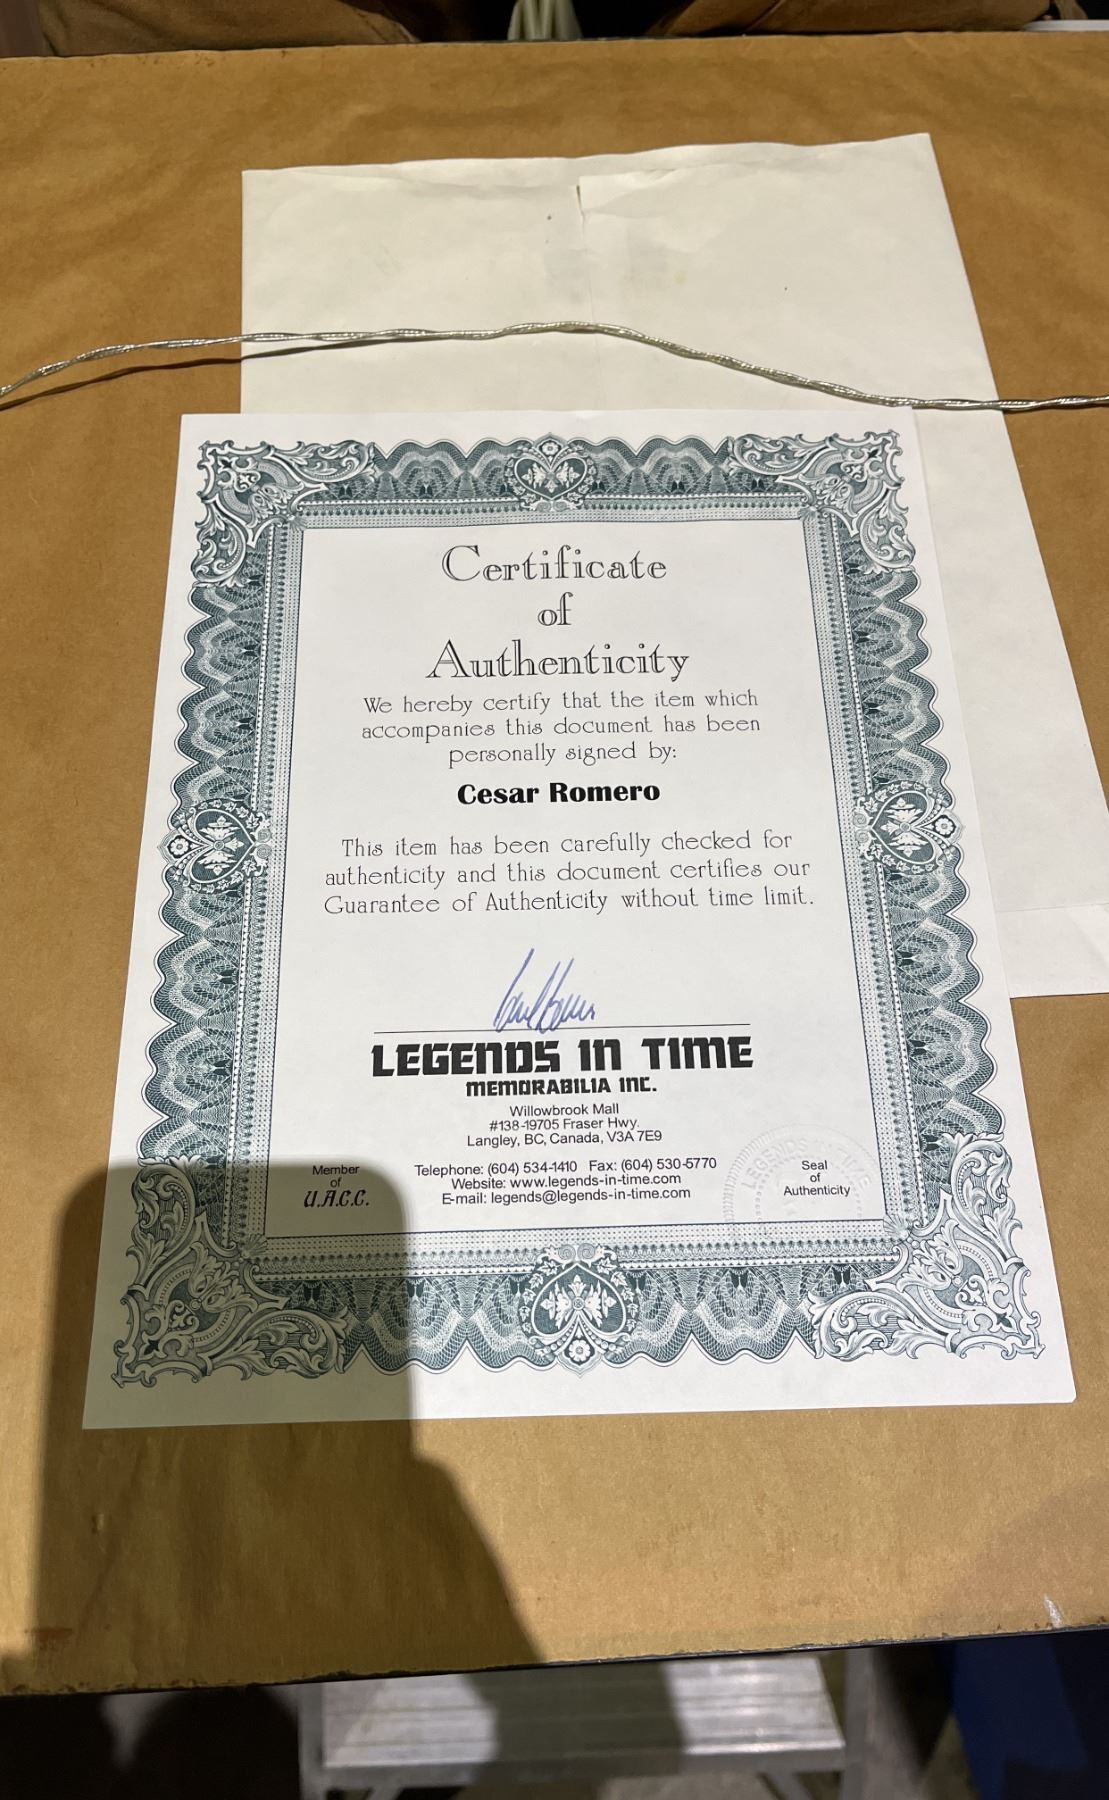 Certificate
of
Authenticity
We hereby certify that the item which
accompanies this document has been
personally signed by:
Cesar Romero
This item has been carefully checked for
authenticity and this document certifies our
Guarantee of Authenticity without time limit.
LEGENDS IN TIME
MEMORABILIA INC.
Willowbrook Mall
#138-19705 Fraser Hwy.
Langley, BC, Canada, V3A 7E9
Telephone: (604) 534-1410 Fax: (604) 530-5770
Website: www.legends-in-time.com
E-mail: legends@legends-in-time.com
Member
of
U.A.C.C.
Seal
of
Authenticity